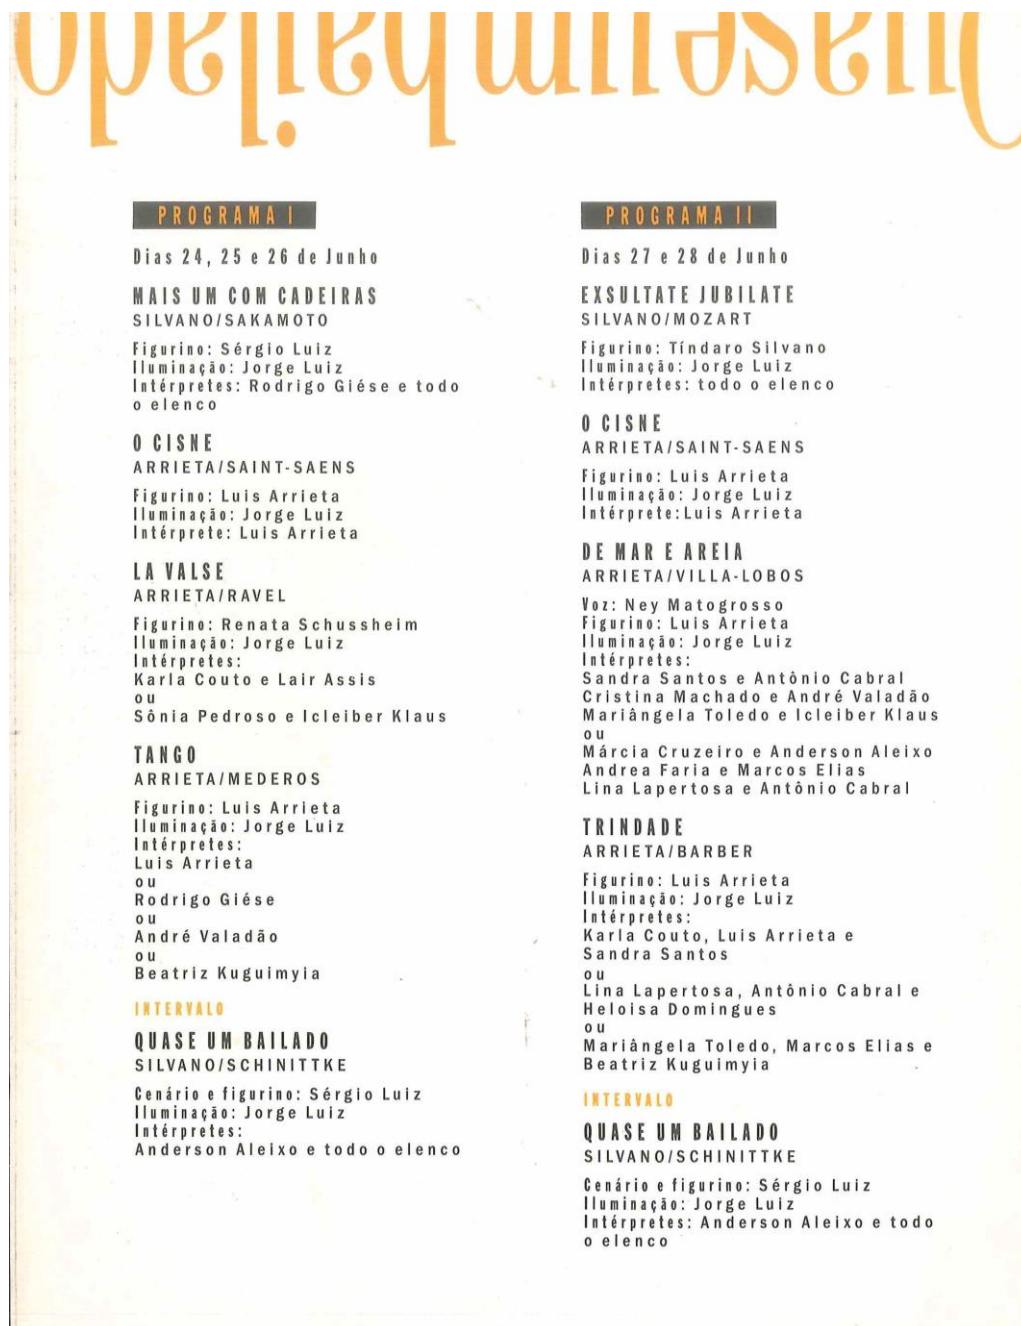 Quase um bailado
PROGRAMA I
Dias 24, 25 e 26 de Junho
MAIS UM COM CADEIRAS
SILVANO/SAKAMOTO
Figurino: Sérgio Luiz
Iluminação: Jorge Luiz
Intérpretes: Rodrigo Giése e todo
o elenco
O CISNE
ARRIETA/SAINT-SAENS
Figurino: Luis Arrieta
Iluminação: Jorge Luiz
Intérprete: Luis Arrieta
LA VALSE
ARRIETA/RAVEL
Figurino: Renata Schussheim
Iluminação: Jorge Luiz
Intérpretes:
Karla Couto e Lair Assis
ou
Sônia Pedroso e Icleiber Klaus
TANGO
ARRIETA/MEDEROS
Figurino: Luis Arrieta
Iluminação: Jorge Luiz
Intérpretes:
Luis Arrieta
ou
Rodrigo Giése
ou
André Valadão
ou
Beatriz Kuguimyia
INTERVALO
QUASE UM BAILADO
SILVANO/SCHINITTKE
Cenário e figurino: Sérgio Luiz
Iluminação: Jorge Luiz
Intérpretes:
Anderson Aleixo e todo o elenco
PROGRAMA II
Dias 27 e 28 de Junho
EXSULTATE JUBILATE
SILVANO/MOZART
Figurino: Tíndaro Silvano
Iluminação: Jorge Luiz
Intérpretes: todo o elenco
O CISNE
ARRIETA/SAINT-SAENS
Figurino: Luis Arrieta
Iluminação: Jorge Luiz
Intérprete:Luis Arrieta
DE MAR E AREIA
ARRIETA/VILLA-LOBOS
Voz: Ney Matogrosso
Figurino: Luis Arrieta
Iluminação: Jorge Luiz
Intérpretes:
Sandra Santos e Antônio Cabral
Cristina Machado e André Valadão
Mariângela Toledo e Icleiber Klaus
ou
Márcia Cruzeiro e Anderson Aleixo
Andrea Faria e Marcos Elias
Lina Lapertosa e Antônio Cabral
TRINDADE
ARRIETA/BARBER
Figurino: Luis Arrieta
Iluminação: Jorge Luiz
Intérpretes:
Karla Couto, Luis Arrieta e
Sandra Santos
ou
Lina Lapertosa, Antônio Cabral e
Heloisa Domingues
ou
Mariângela Toledo, Marcos Elias e
Beatriz Kuguimyia
INTERVALO
QUASE UM BAILADO
SILVANO/SCHINITTKE
Cenário e figurino: Sérgio Luiz
Iluminação: Jorge Luiz
Intérpretes: Anderson Aleixo e todo
o elenco